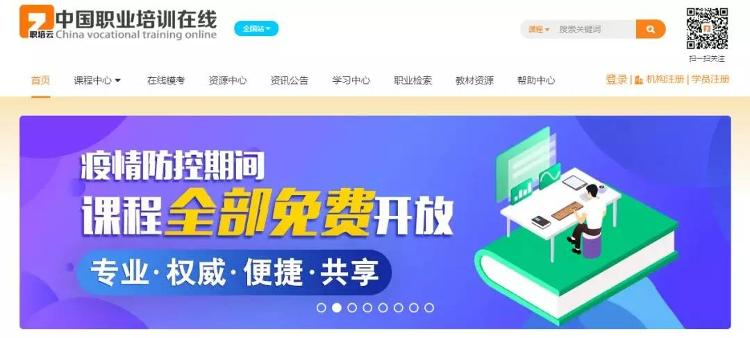 中国职业培训在线
职培云
China vocational training online
全国站
课程
搜索关键词
扫一扫关注
首页
课程中心
在线模考
资源中心
资讯公告
学习中心
职业检索
教材资源
帮助中心
登录 | 机构注册 | 学员注册
疫情防控期间
课程全部免费开放
专业·权威·便捷·共享